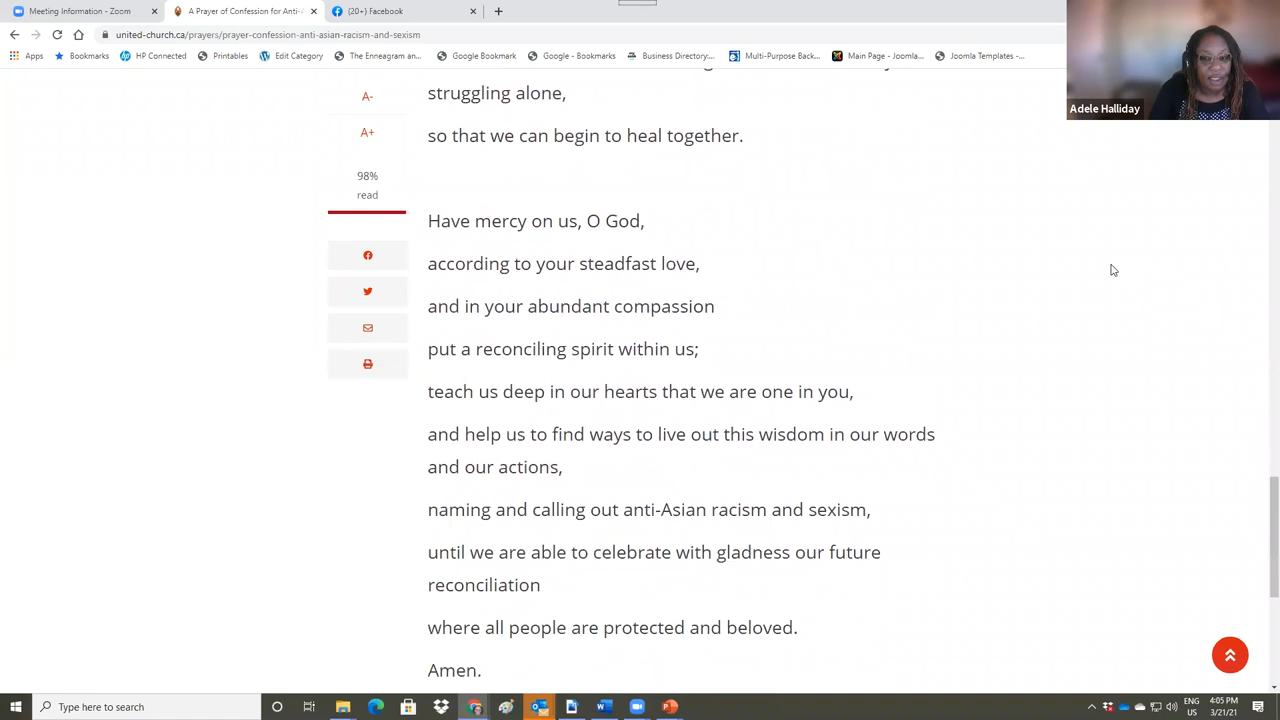 Meeting Information - Zoom
A Prayer of Confession for Anti-A
(20+) Facebook
united-church.ca/prayers/prayer-confession-anti-asian-racism-and-sexism
Apps
Bookmarks
HP Connected
Printables
Edit Category
The Enneagram an...
Google Bookmark
Google - Bookmarks
Business Directory:...
Multi-Purpose Back...
Main Page - Joomla...
Joomla Templates -...
Adele Halliday
A-
A+
98%
read
struggling alone,
so that we can begin to heal together.
Have mercy on us, O God,
according to your steadfast love,
and in your abundant compassion
put a reconciling spirit within us;
teach us deep in our hearts that we are one in you,
and help us to find ways to live out this wisdom in our words
and our actions,
naming and calling out anti-Asian racism and sexism,
until we are able to celebrate with gladness our future
reconciliation
where all people are protected and beloved.
Amen.
Type here to search
ENG
US
4:05 PM
3/21/21